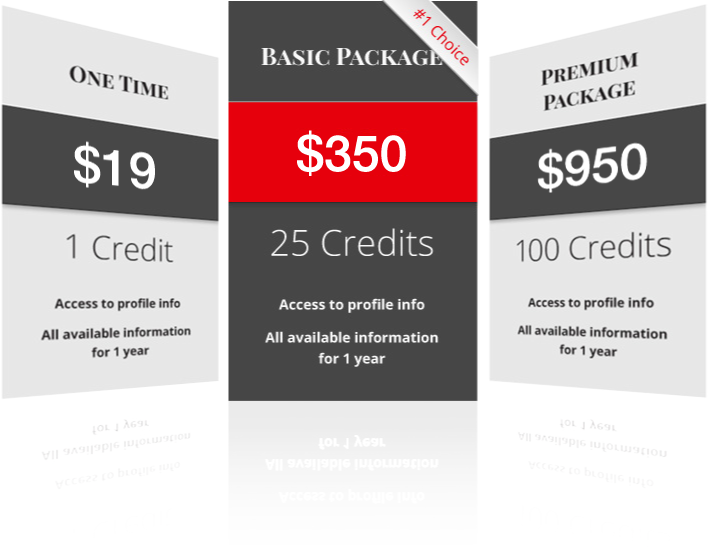 One Time
$19
1 Credit
Access to profile info
All available information
for 1 year
Basic Package
#1 Choice
$350
25 Credits
Access to profile info
All available information
for 1 year
Premium
Package
$950
100 Credits
Access to profile info
All available information
for 1 year